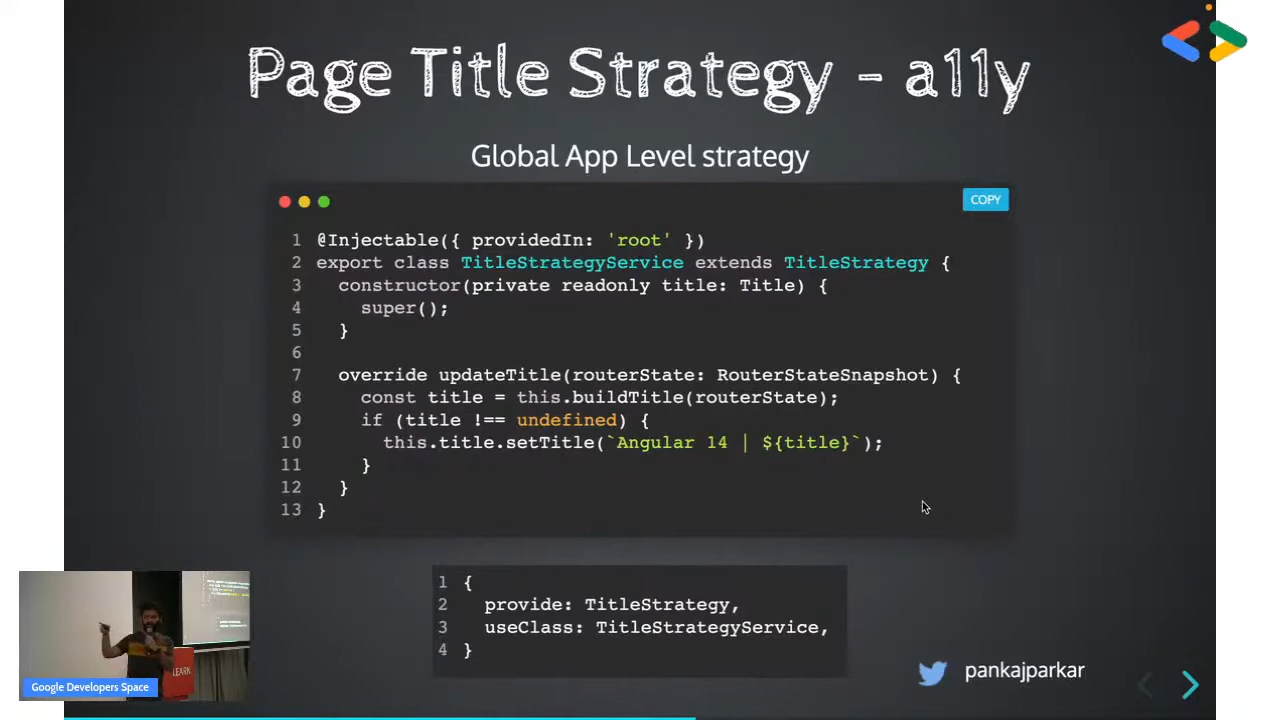 Page Title Strategy - a11y
Global App Level strategy
COPY
1 @Injectable({ providedIn: 'root' })
2 export class TitleStrategyService extends TitleStrategy {
3 constructor(private readonly title: Title) {
4 super();
5 }
6
7 override updateTitle(routerState: RouterStateSnapshot) {
8 const title = this.buildTitle(routerState);
9 if (title !== undefined) {
10 this.title.setTitle(`Angular 14 | ${title}`);
11 }
12 }
13 }
1 {
2 provide: TitleStrategy,
3 useClass: TitleStrategyService,
4 }
LEARN
Google Developers Space
pankajparkar